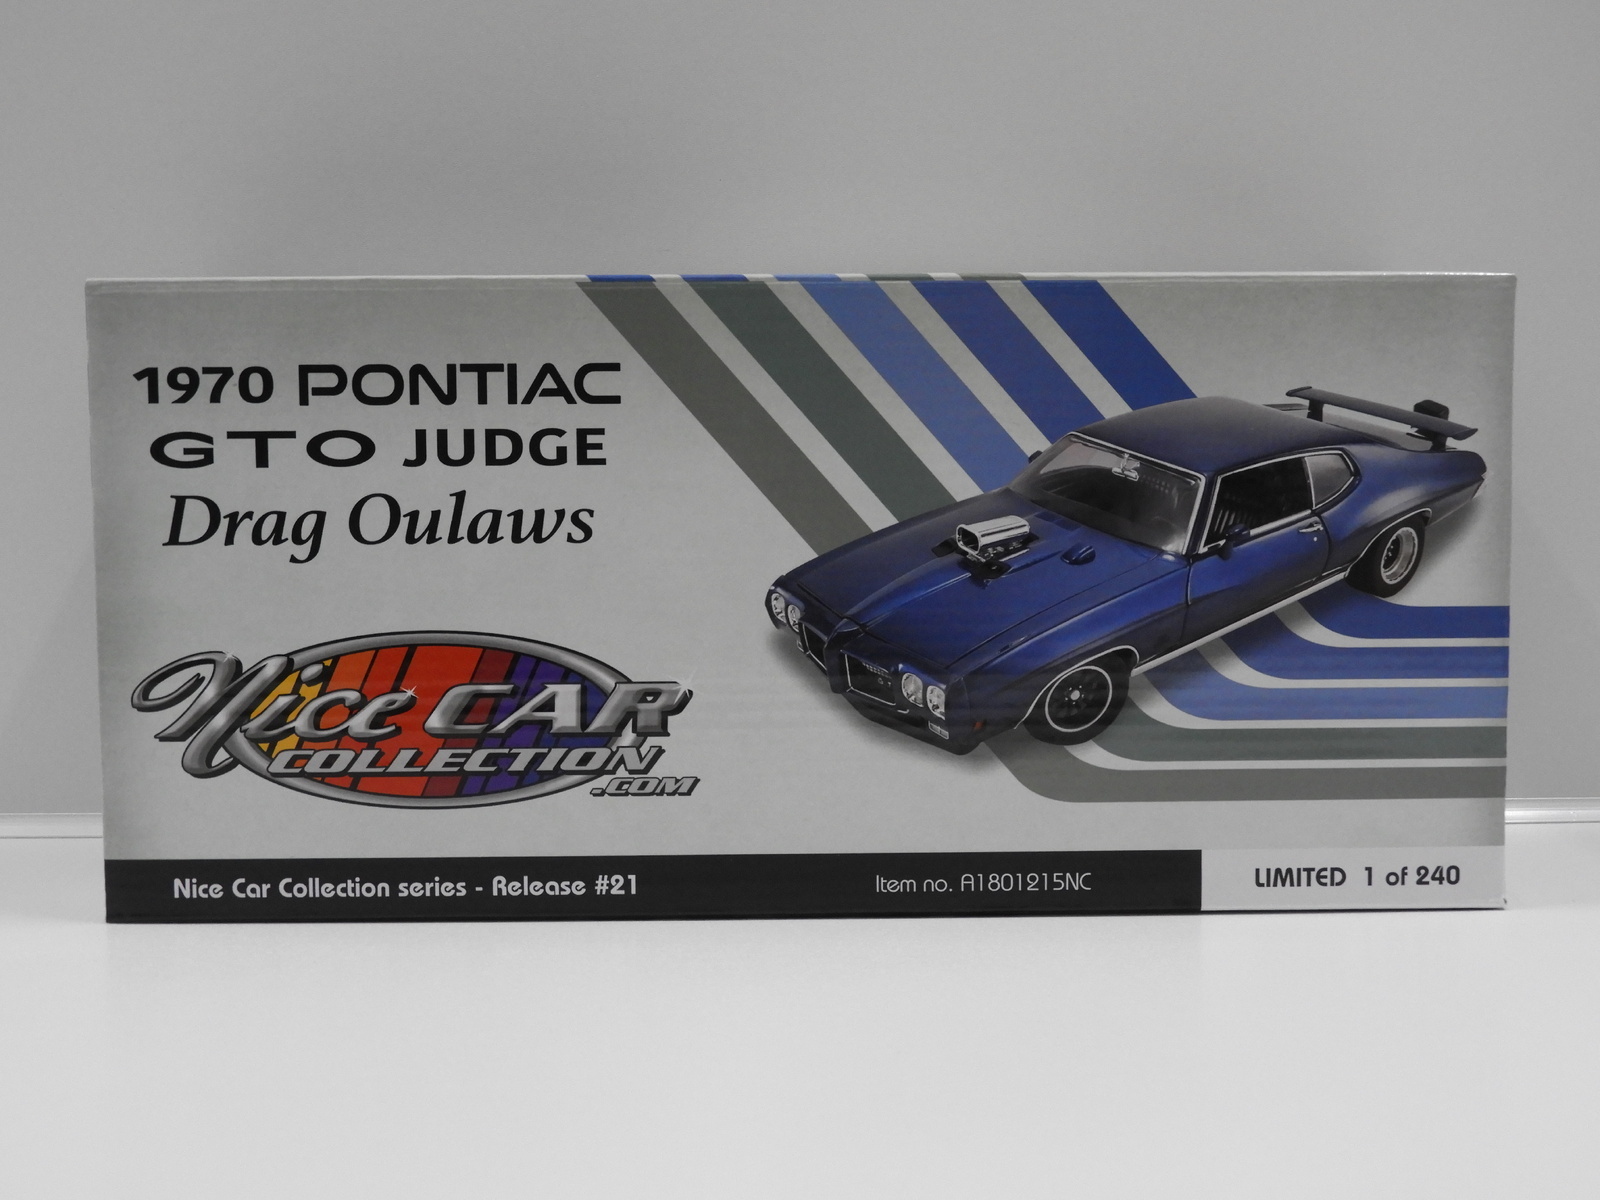 1970 PONTIAC
GTO JUDGE
Drag Oulaws
Nice CAR
COLLECTION
.COM
Nice Car Collection series - Release #21
Item no. A1801215NC
LIMITED 1 of 240